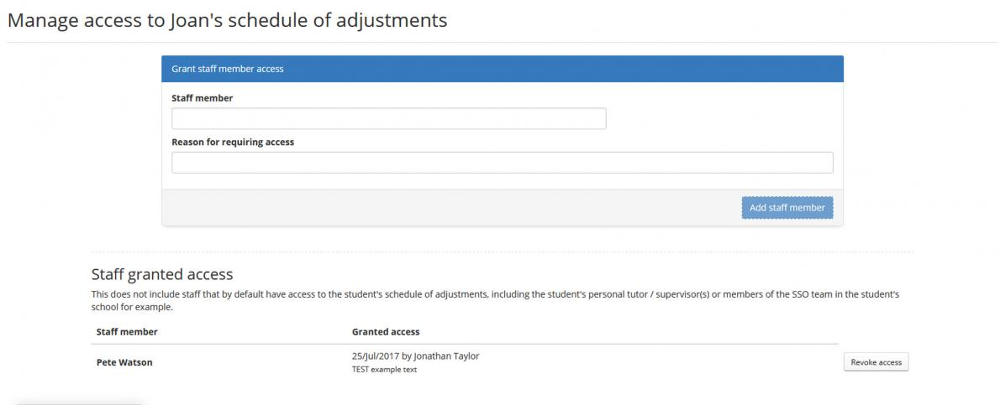 Manage access to Joan's schedule of adjustments
Grant staff member access
Staff member
Reason for requiring access
Add staff member
Staff granted access
This does not include staff that by default have access to the student's schedule of adjustments, including the student's personal tutor / supervisor(s) or members of the SSO team in the student's
school for example.
Staff member Granted access
Pete Watson 25/Jul/2017 by Jonathan Taylor Revoke access
TEST example text